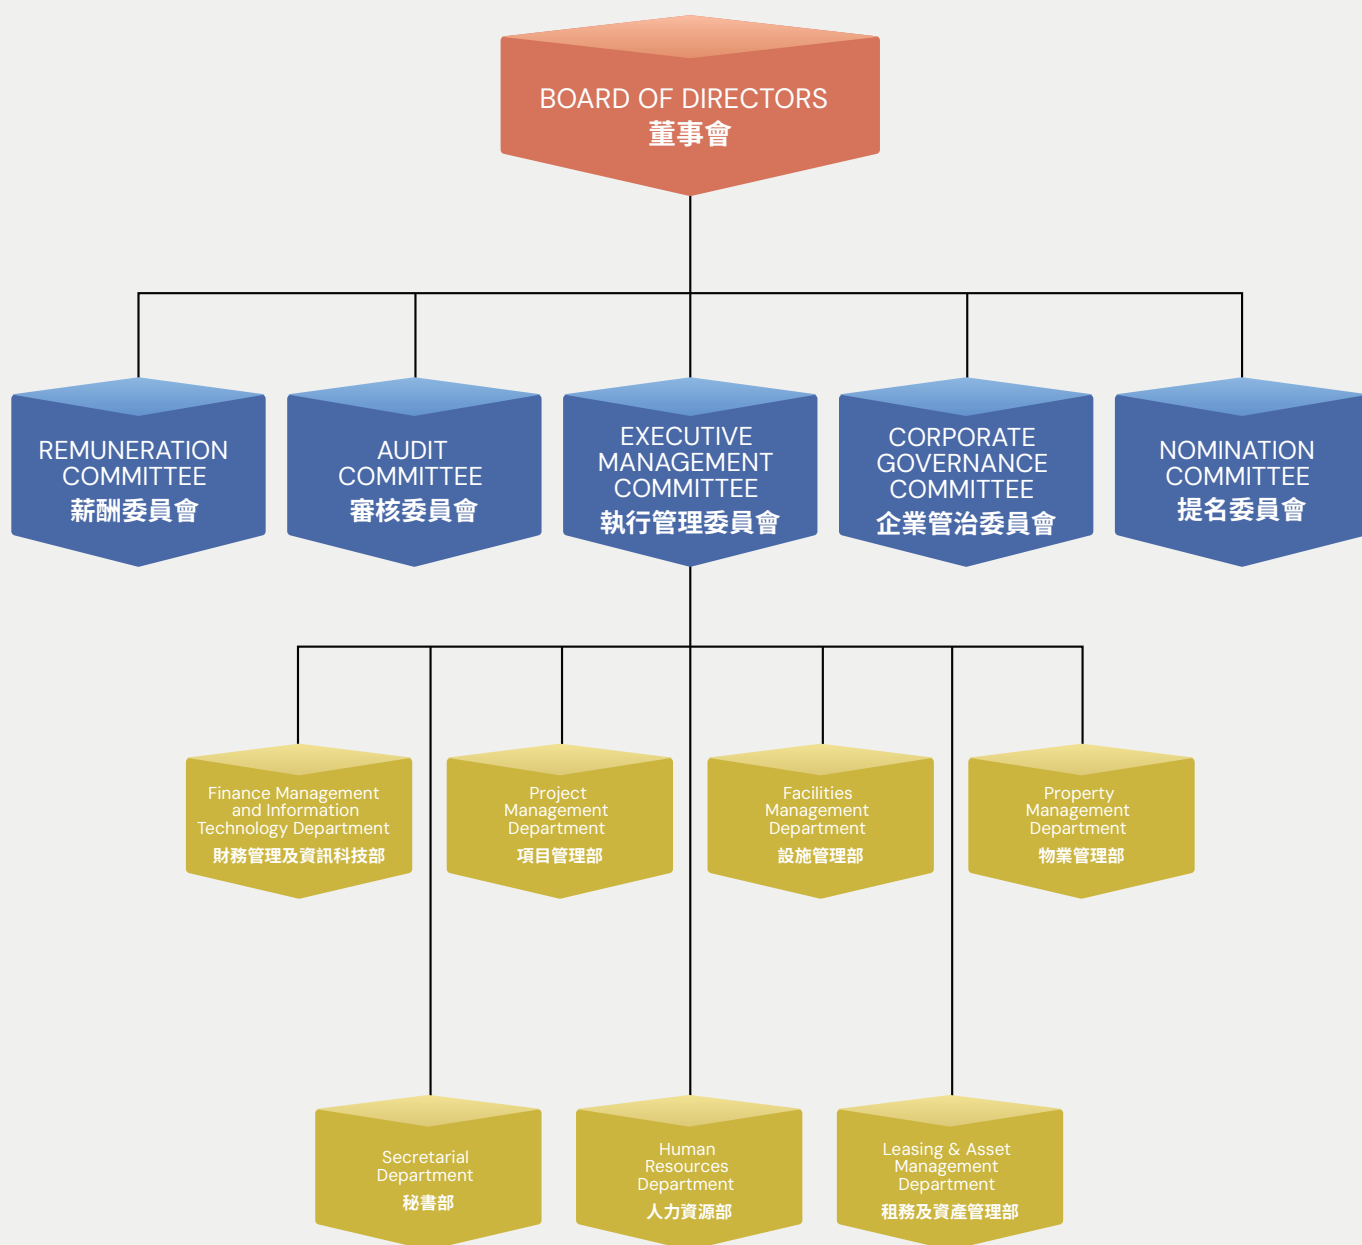 BOARD OF DIRECTORS
董事會
REMUNERATION
COMMITTEE
薪酬委員會
AUDIT
COMMITTEE
審核委員會
EXECUTIVE
MANAGEMENT
COMMITTEE
執行管理委員會
CORPORATE
GOVERNANCE
COMMITTEE
企業管治委員會
NOMINATION
COMMITTEE
提名委員會
Finance Management
and Information
Technology Department
財務管理及資訊科技部
Project
Management
Department
項目管理部
Facilities
Management
Department
設施管理部
Property
Management
Department
物業管理部
Secretarial
Department
秘書部
Human
Resources
Department
人力資源部
Leasing & Asset
Management
Department
租務及資產管理部